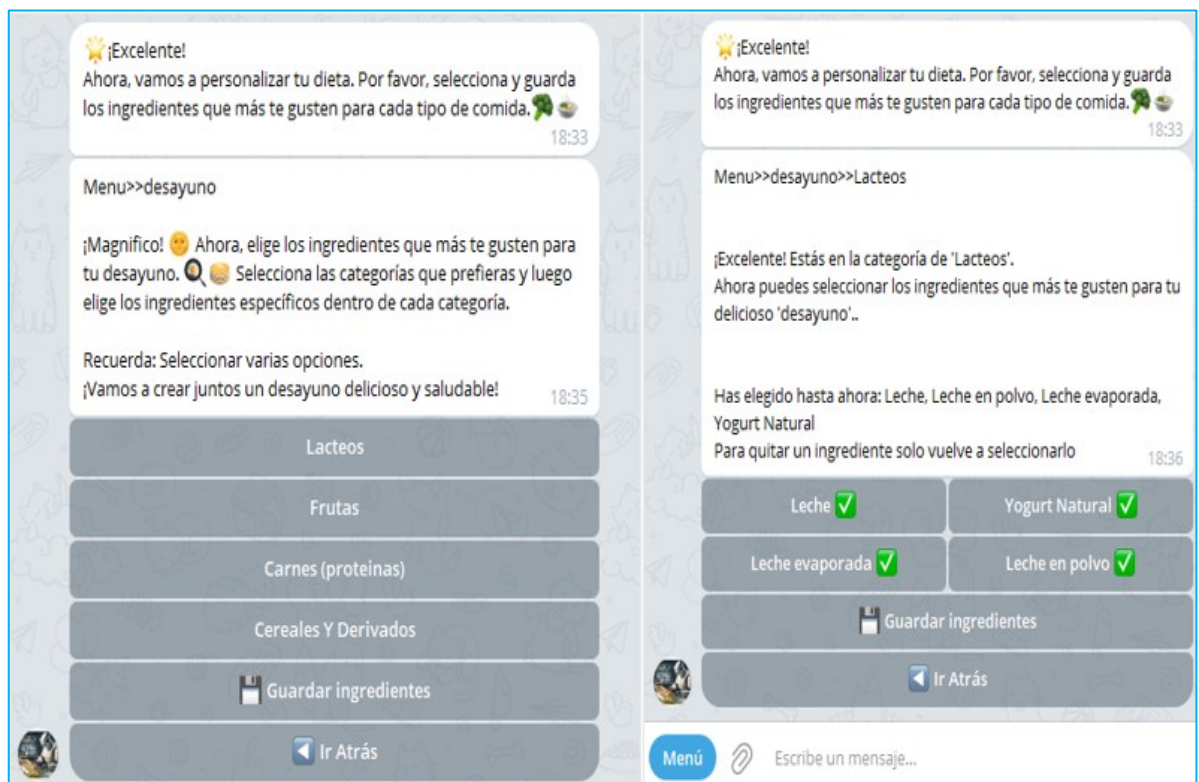 🌟¡Excelente!
Ahora, vamos a personalizar tu dieta. Por favor, selecciona y guarda
los ingredientes que más te gusten para cada tipo de comida.🥦🍲
18:33
Menu>>desayuno
¡Magnifico! 🌞 Ahora, elige los ingredientes que más te gusten para
tu desayuno. 🍳🥞 Selecciona las categorías que prefieras y luego
elige los ingredientes específicos dentro de cada categoría.
Recuerda: Seleccionar varias opciones.
¡Vamos a crear juntos un desayuno delicioso y saludable!
18:35
Lacteos
Frutas
Carnes (proteinas)
Cereales Y Derivados
💾 Guardar ingredientes
◀️ Ir Atrás
🌟¡Excelente!
Ahora, vamos a personalizar tu dieta. Por favor, selecciona y guarda
los ingredientes que más te gusten para cada tipo de comida.🥦🍲
18:33
Menu>>desayuno>>Lacteos
¡Excelente! Estás en la categoría de 'Lacteos'.
Ahora puedes seleccionar los ingredientes que más te gusten para tu
delicioso 'desayuno'..
Has elegido hasta ahora: Leche, Leche en polvo, Leche evaporada,
Yogurt Natural
Para quitar un ingrediente solo vuelve a seleccionarlo
18:36
Leche ✅ Yogurt Natural ✅
Leche evaporada ✅ Leche en polvo ✅
💾 Guardar ingredientes
◀️ Ir Atrás
Menú Escribe un mensaje...